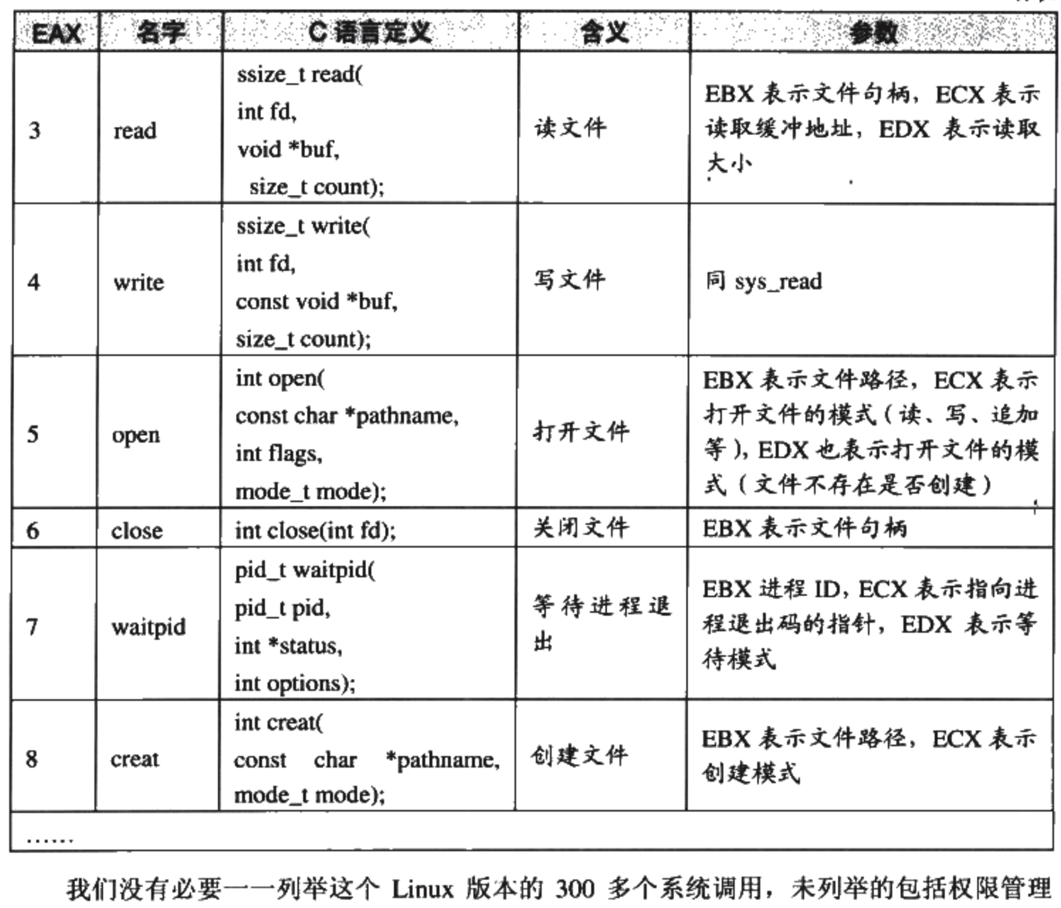 EAX 名字 C 语言定义 含义 参数
3 read ssize_t read( 读文件 EBX 表示文件句柄，ECX 表示
int fd, 读取缓冲地址，EDX 表示读取
void *buf, 大小
size_t count);
4 write ssize_t write( 写文件 同 sys_read
int fd,
const void *buf,
size_t count);
5 open int open( 打开文件 EBX 表示文件路径，ECX 表示
const char *pathname, 打开文件的模式（读、写、追加
int flags, 等），EDX 也表示打开文件的模
mode_t mode); 式（文件不存在是否创建）
6 close int close(int fd); 关闭文件 EBX 表示文件句柄
7 waitpid pid_t waitpid( 等待进程退 EBX 进程 ID，ECX 表示指向进
pid_t pid, 出 程退出码的指针，EDX 表示等
int *status, 待模式
int options);
8 creat int creat( 创建文件 EBX 表示文件路径，ECX 表示
const char *pathname, 创建模式
mode_t mode);
……
我们没有必要一一列举这个 Linux 版本的 300 多个系统调用，未列举的包括权限管理